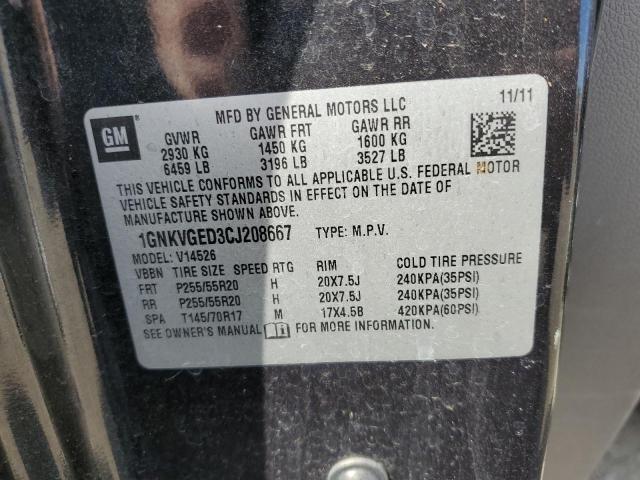 MFD BY GENERAL MOTORS LLC 11/11
GM
GVWR GAWR FRT GAWR RR
2930 KG 1450 KG 1600 KG
6459 LB 3196 LB 3527 LB
THIS VEHICLE CONFORMS TO ALL APPLICABLE U.S. FEDERAL MOTOR
VEHICLE SAFETY STANDARDS IN EFFECT ON THE DATE OF
MANUFACTURE SHOWN ABOVE.
1GNKVGED3CJ208667 TYPE: M.P.V.
MODEL: V14526
VBBN TIRE SIZE SPEED RTG RIM COLD TIRE PRESSURE
FRT P255/55R20 H 20X7.5J 240KPA(35PSI)
RR P255/55R20 H 20X7.5J 240KPA(35PSI)
SPA T145/70R17 M 17X4.5B 420KPA(60PSI)
SEE OWNER'S MANUAL FOR MORE INFORMATION.